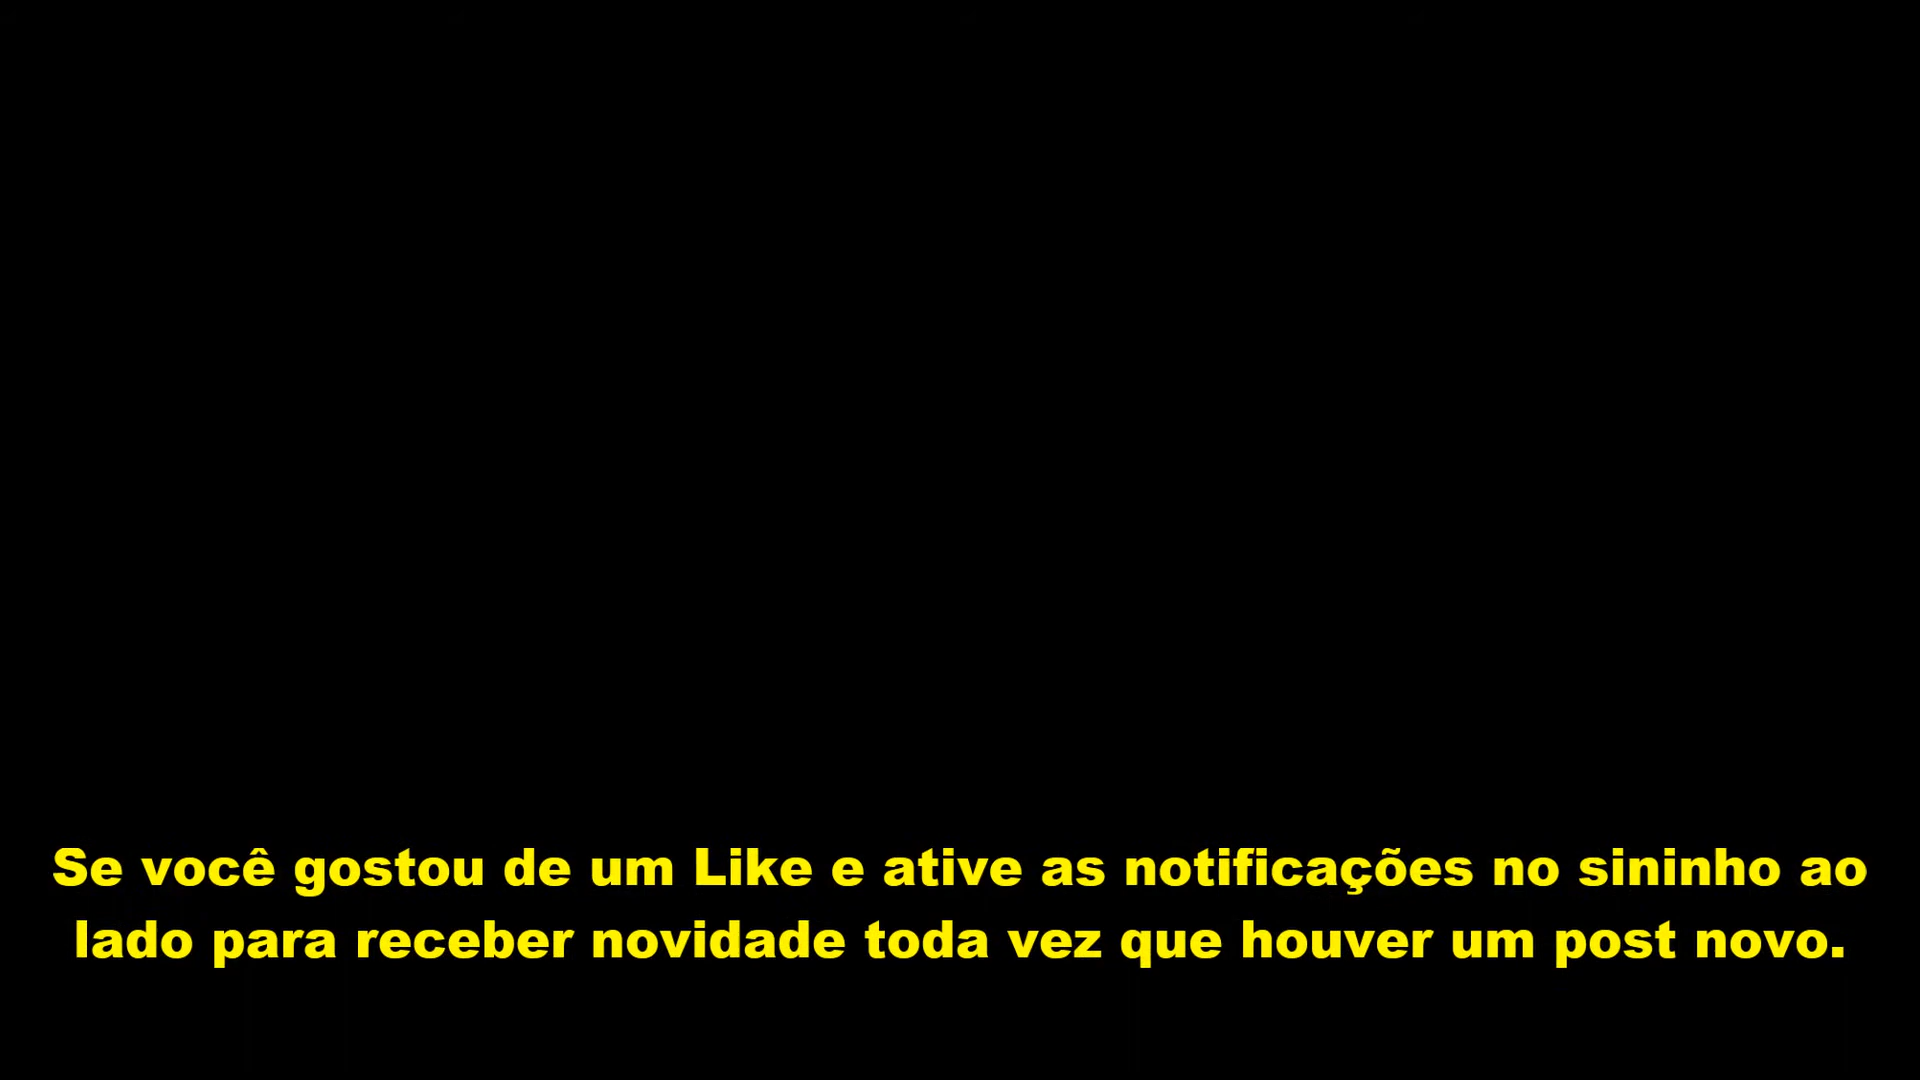 Se você gostou de um Like e ative as notificações no sininho ao
lado para receber novidade toda vez que houver um post novo.